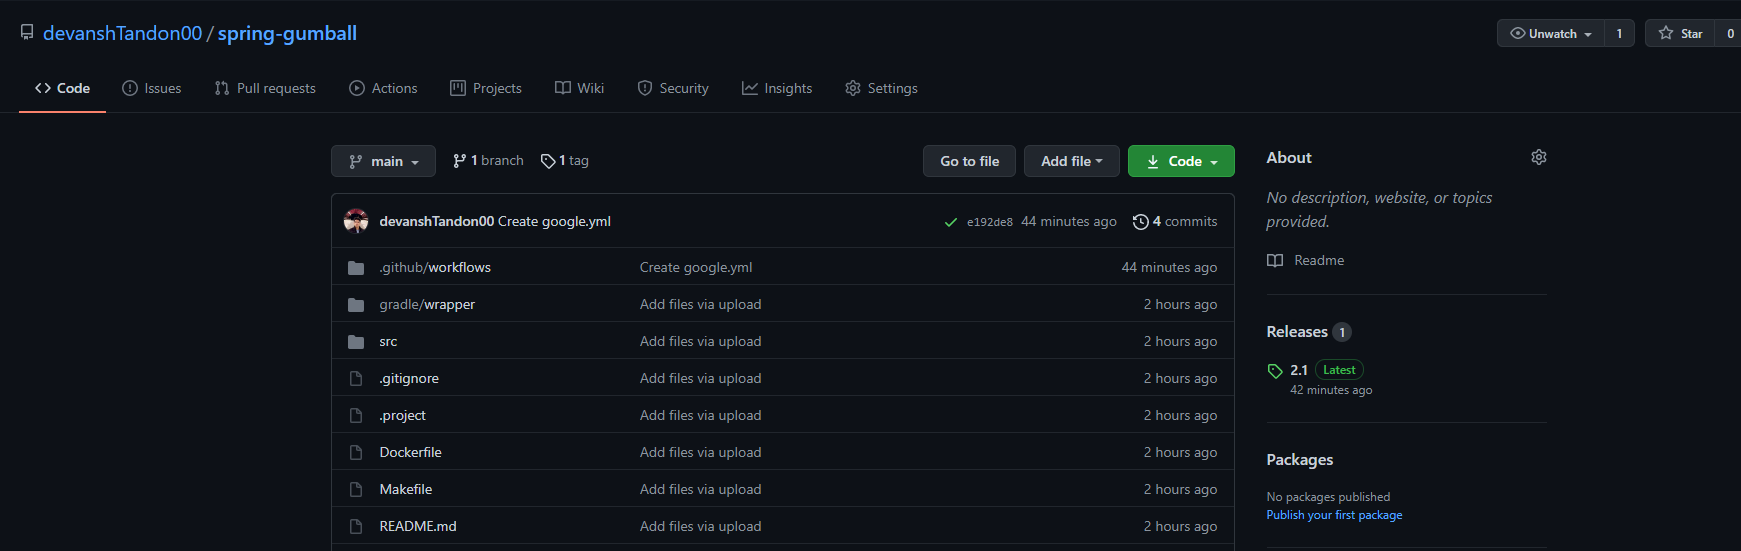 devanshTandon00 / spring-gumball
Unwatch 1 Star 0
Code Issues Pull requests Actions Projects Wiki Security Insights Settings
main 1 branch 1 tag Go to file Add file Code
devanshTandon00 Create google.yml e192de8 44 minutes ago 4 commits
.github/workflows Create google.yml 44 minutes ago
gradle/wrapper Add files via upload 2 hours ago
src Add files via upload 2 hours ago
.gitignore Add files via upload 2 hours ago
.project Add files via upload 2 hours ago
Dockerfile Add files via upload 2 hours ago
Makefile Add files via upload 2 hours ago
README.md Add files via upload 2 hours ago
About
No description, website, or topics
provided.
Readme
Releases 1
2.1 Latest
42 minutes ago
Packages
No packages published
Publish your first package